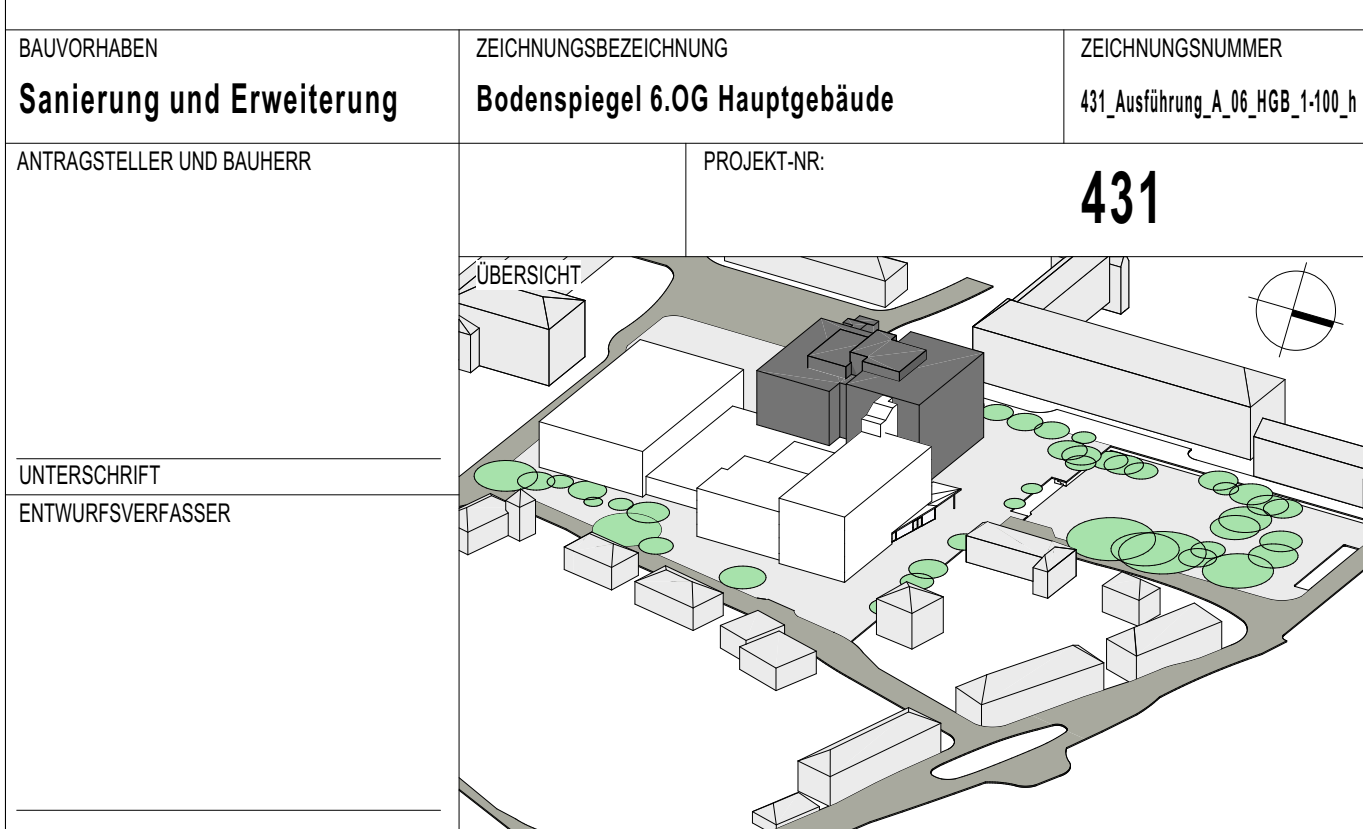 BAUVORHABEN
Sanierung und Erweiterung
ZEICHNUNGSBEZEICHNUNG
Bodenspiegel 6.OG Hauptgebäude
ZEICHNUNGSNUMMER
431_Ausführung_A_06_HGB_1-100_h
ANTRAGSTELLER UND BAUHERR
PROJEKT-NR:
431
ÜBERSICHT
UNTERSCHRIFT
ENTWURFSVERFASSER